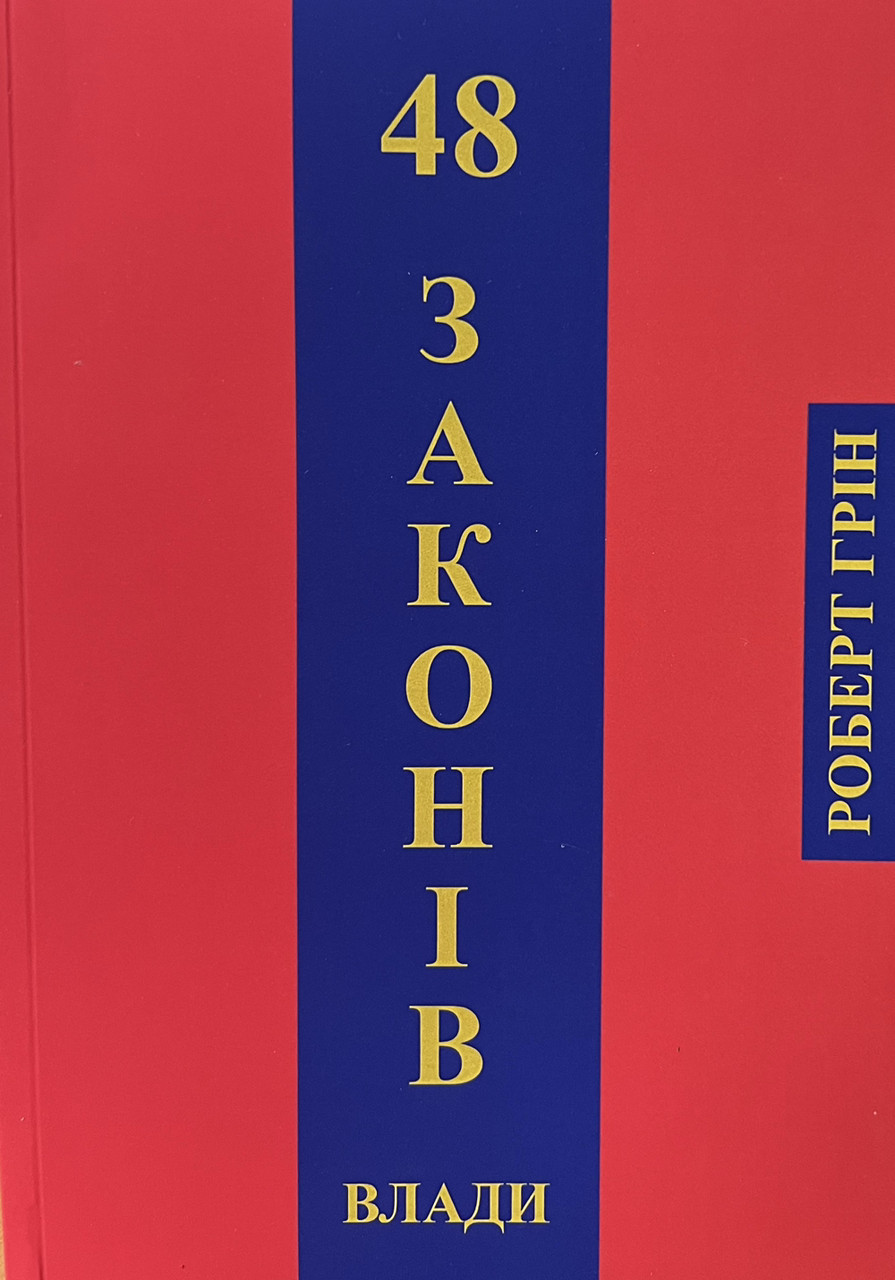 48
ЗАКОНІВ
ВЛАДИ
РОБЕРТ ГРІН